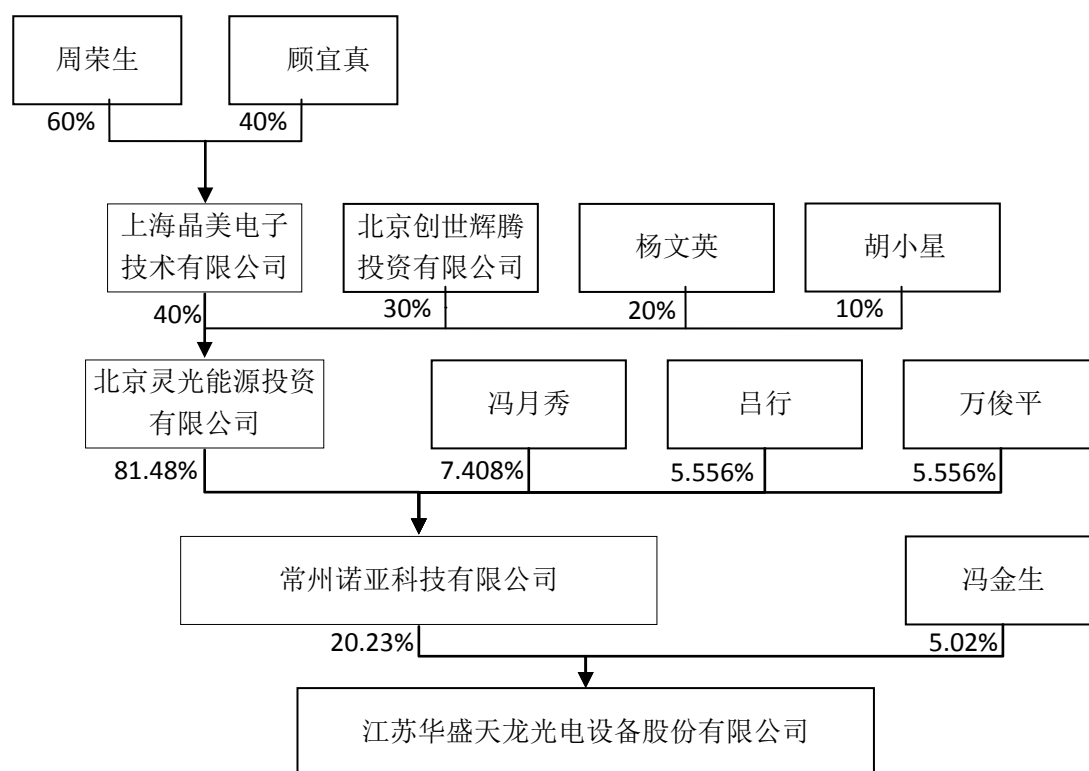 周荣生
顾宜真
60%
40%
上海晶美电子
技术有限公司
北京创世辉腾
投资有限公司
杨文英
胡小星
40%
30%
20%
10%
北京灵光能源投资
有限公司
冯月秀
吕行
万俊平
81.48%
7.408%
5.556%
5.556%
常州诺亚科技有限公司
冯金生
20.23%
5.02%
江苏华盛天龙光电设备股份有限公司